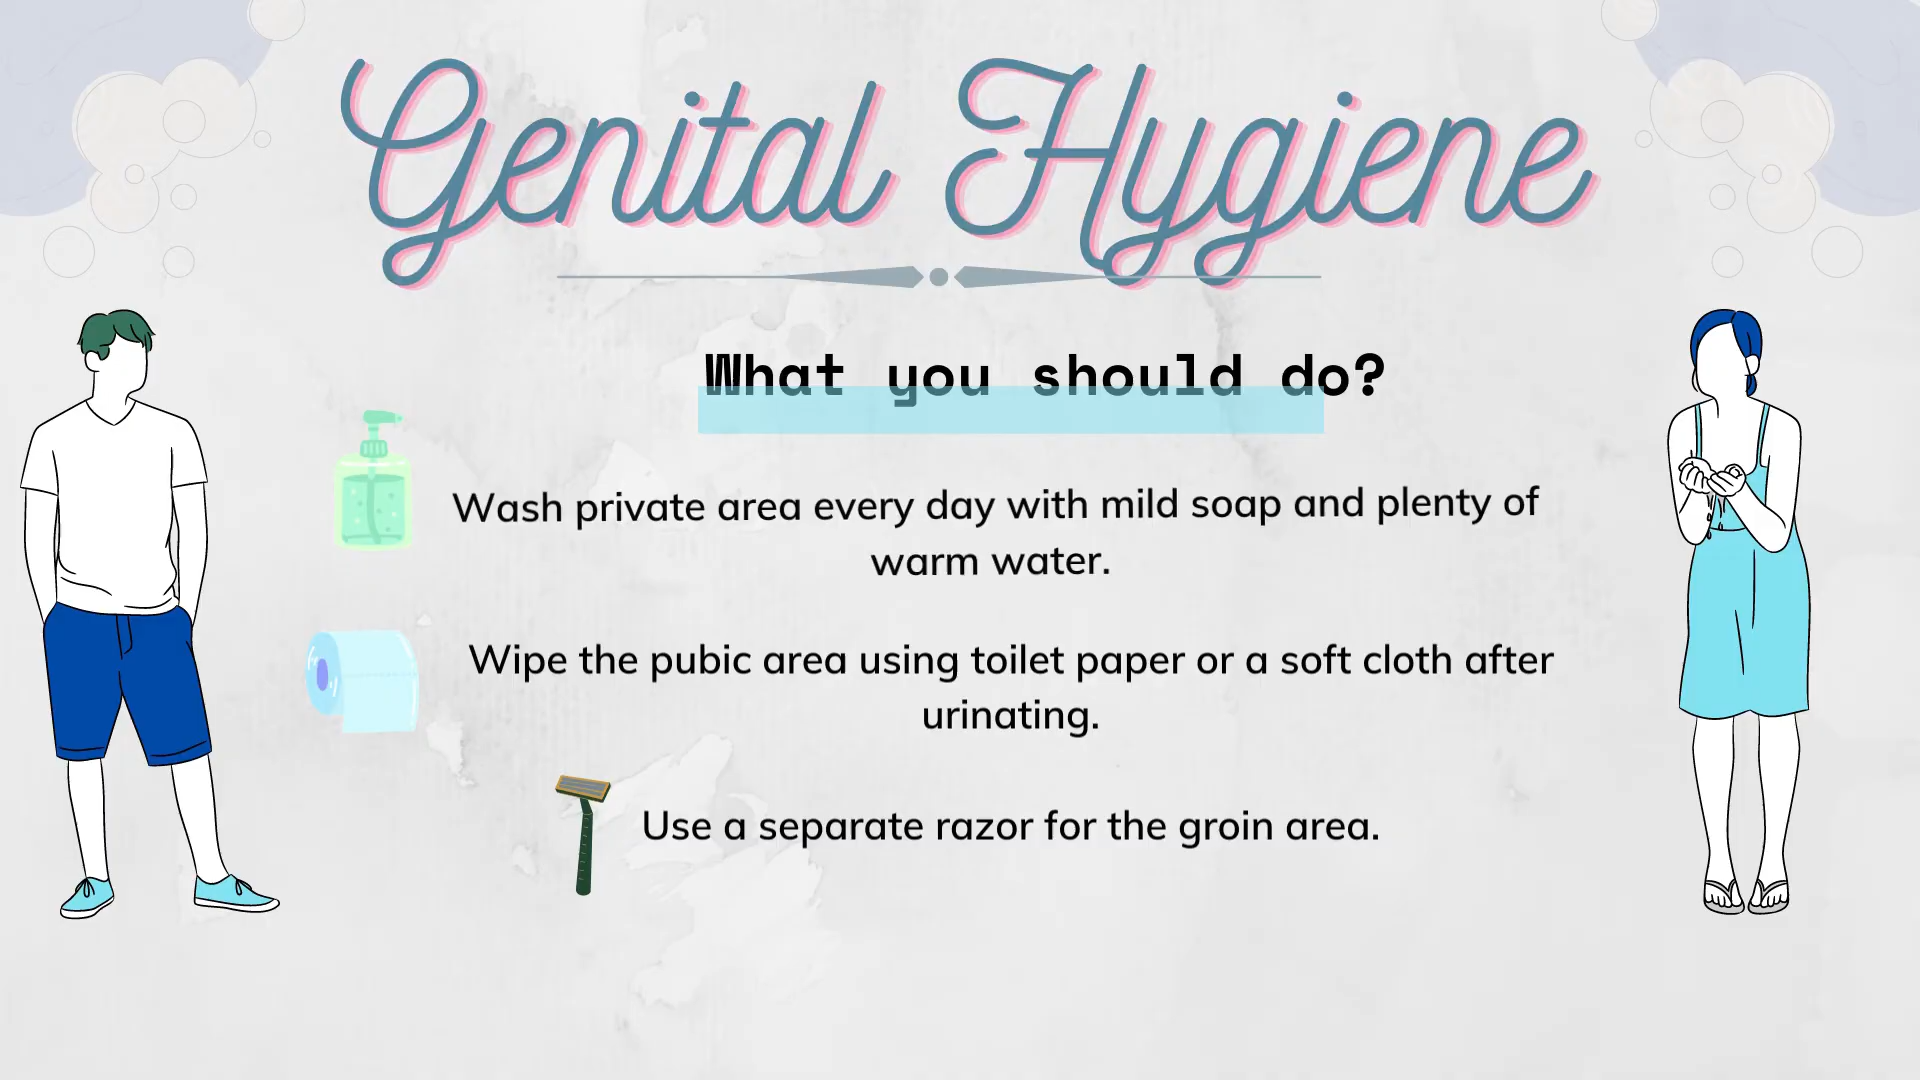 Genital Hygiene
What you should do?
Wash private area every day with mild soap and plenty of
warm water.
Wipe the pubic area using toilet paper or a soft cloth after
urinating.
Use a separate razor for the groin area.